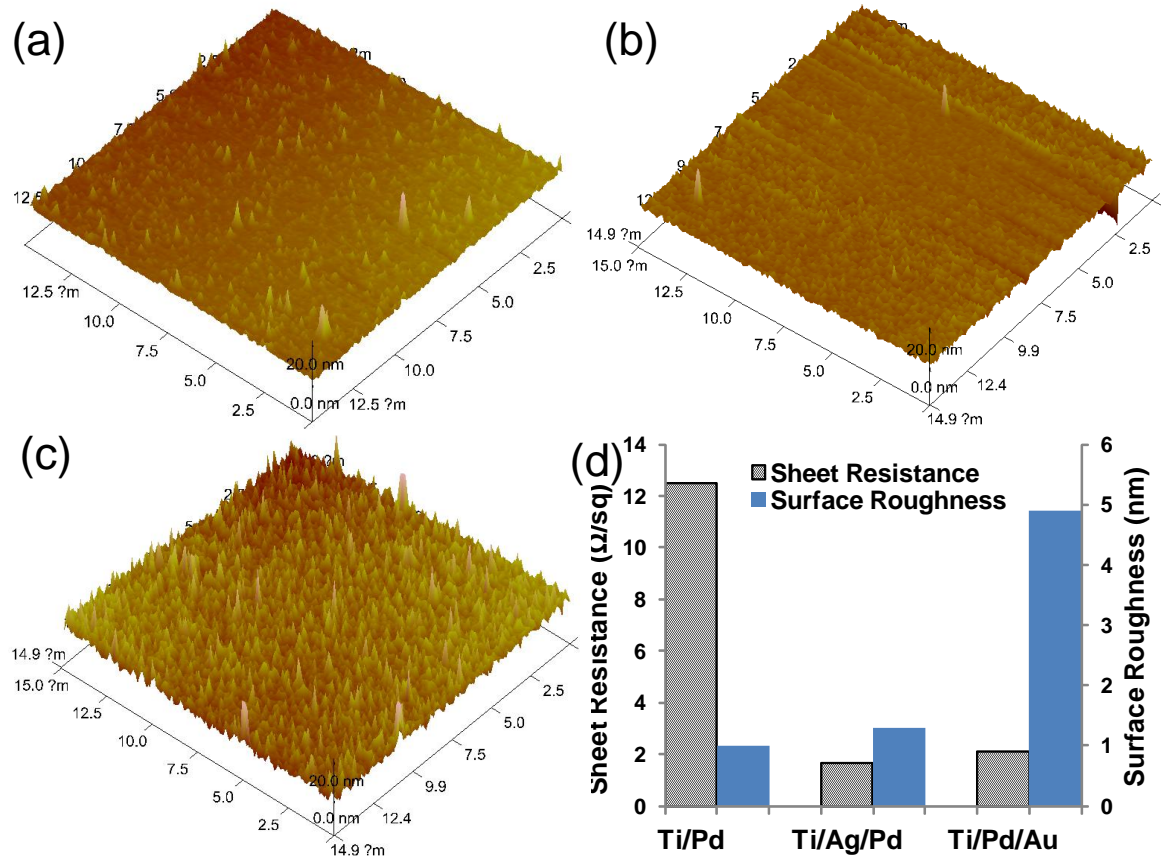 (a)
12.5 ?m
10.0
7.5
5.0
2.5
20.0 nm
0.0 nm
12.5 ?m
10.0
7.5
5.0
2.5
(b)
14.9 ?m
15.0 ?m
12.5
10.0
7.5
5.0
2.5
20.0 nm
0.0 nm
14.9 ?m
12.4
9.9
7.5
5.0
2.5
(c)
14.9 ?m
15.0 ?m
12.5
10.0
7.5
5.0
2.5
20.0 nm
0.0 nm
14.9 ?m
12.4
9.9
7.5
5.0
2.5
(d)
Sheet Resistance (Ω/sq)
14
12
10
8
6
4
2
0
Sheet Resistance
Surface Roughness
6
5
4
3
2
1
0
Surface Roughness (nm)
Ti/Pd
Ti/Ag/Pd
Ti/Pd/Au